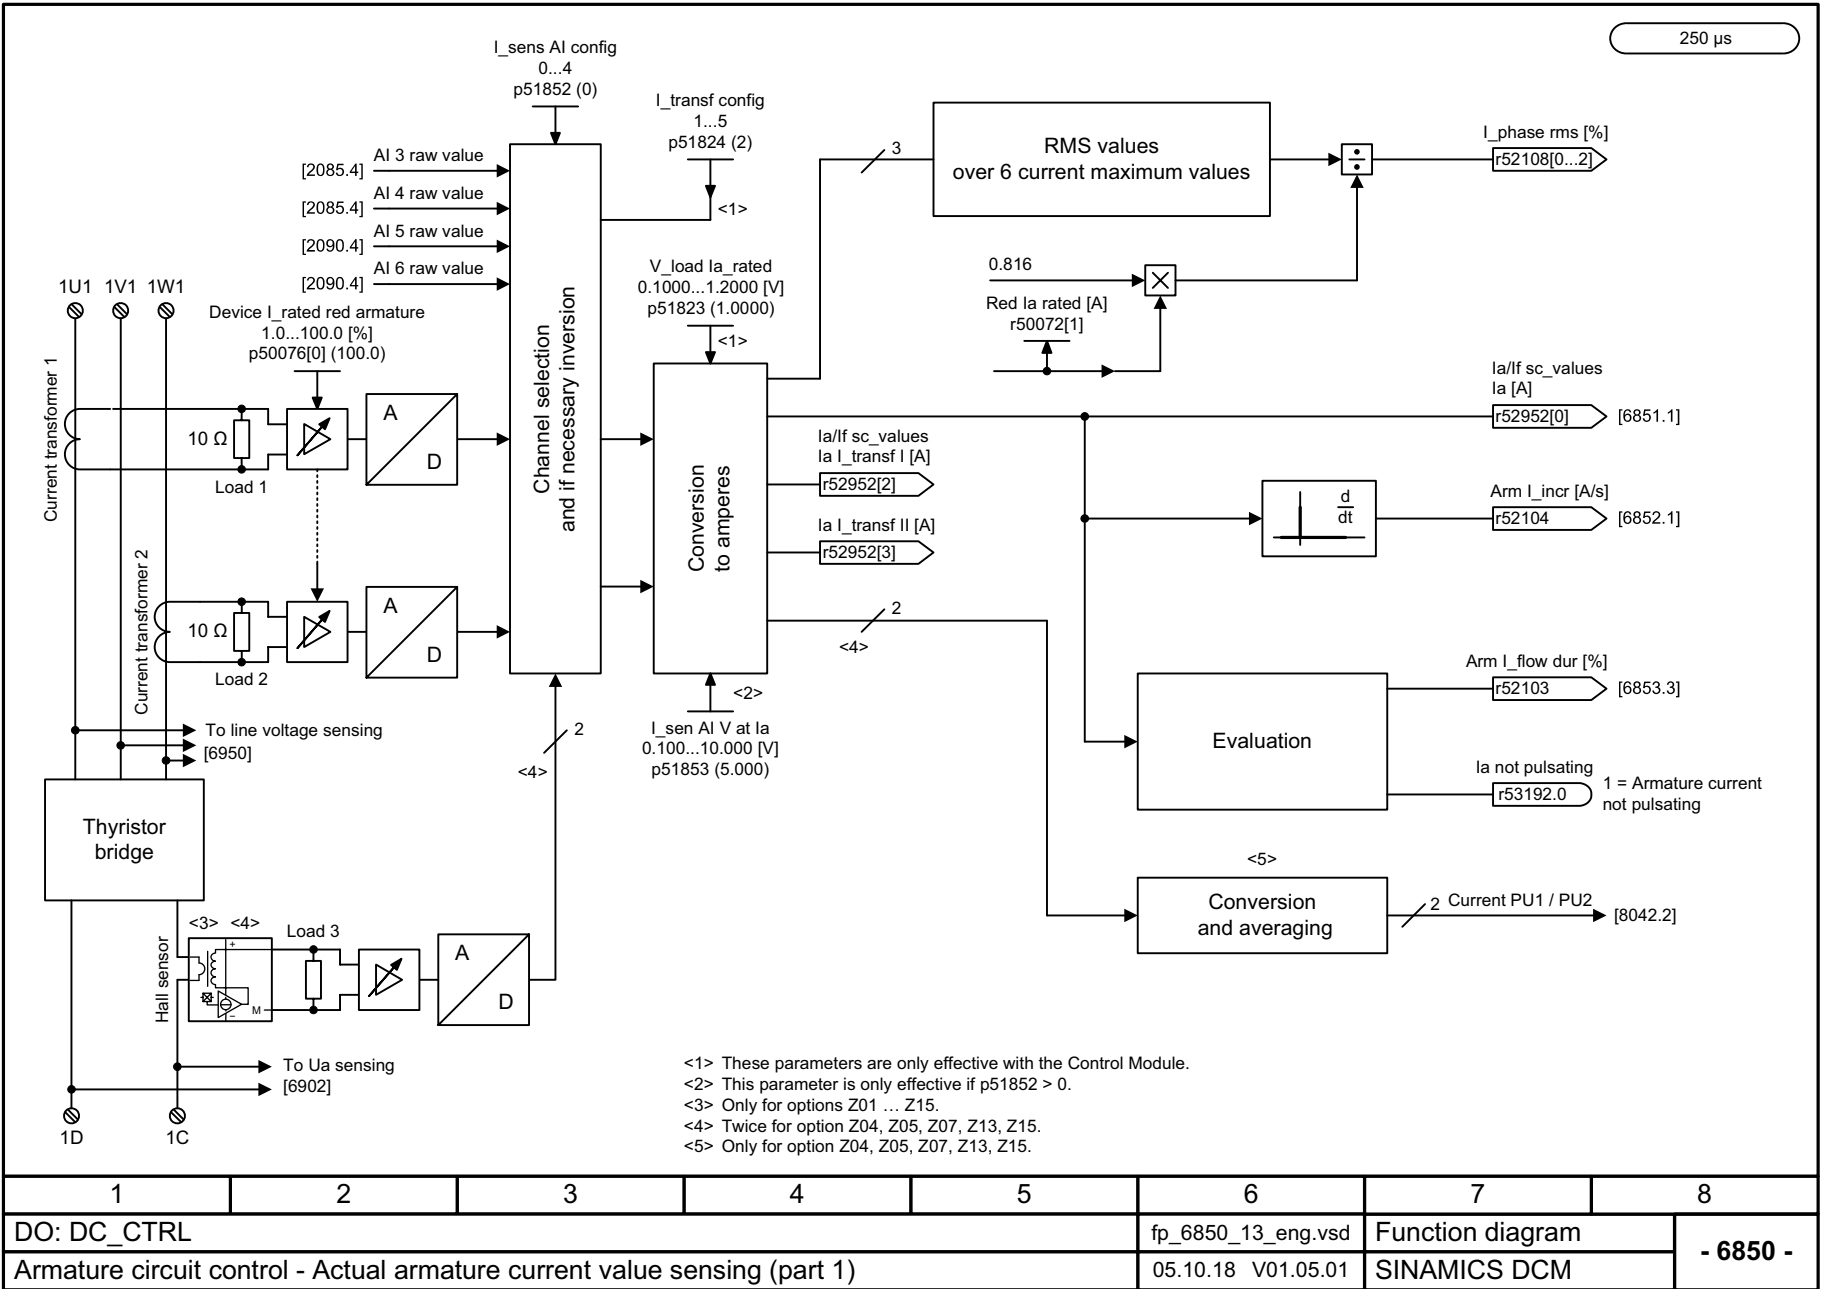 250 µs
I_sens AI config
0...4
p51852 (0)
I_transf config
1...5
p51824 (2)
<1>
[2085.4] AI 3 raw value
[2085.4] AI 4 raw value
[2090.4] AI 5 raw value
[2090.4] AI 6 raw value
3
RMS values
over 6 current maximum values
÷
I_phase rms [%]
r52108[0...2]
1U1 1V1 1W1
Device I_rated red armature
1.0...100.0 [%]
p50076[0] (100.0)
V_load Ia_rated
0.1000...1.2000 [V]
p51823 (1.0000)
<1>
0.816
Red Ia rated [A]
r50072[1]
Current transformer 1
10 Ω
Load 1
A
D
Channel selection
and if necessary inversion
Conversion
to amperes
Ia/If sc_values
Ia I_transf I [A]
r52952[2]
Ia I_transf II [A]
r52952[3]
Ia/If sc_values
Ia [A]
r52952[0] [6851.1]
d
dt
Arm I_incr [A/s]
r52104 [6852.1]
Current transformer 2
10 Ω
Load 2
A
D
2
<4>
<2>
I_sen AI V at Ia
0.100...10.000 [V]
p51853 (5.000)
Evaluation
Arm I_flow dur [%]
r52103 [6853.3]
Ia not pulsating
r53192.0
1 = Armature current
not pulsating
To line voltage sensing
[6950]
2
<4>
Thyristor
bridge
<5>
Conversion
and averaging
2 Current PU1 / PU2
[8042.2]
Hall sensor
<3> <4>
+
M
−
Load 3
A
D
To Ua sensing
[6902]
1D 1C
<1> These parameters are only effective with the Control Module.
<2> This parameter is only effective if p51852 > 0.
<3> Only for options Z01 … Z15.
<4> Twice for option Z04, Z05, Z07, Z13, Z15.
<5> Only for option Z04, Z05, Z07, Z13, Z15.
1 2 3 4 5 6 7 8
DO: DC_CTRL
fp_6850_13_eng.vsd
Function diagram
- 6850 -
Armature circuit control - Actual armature current value sensing (part 1)
05.10.18 V01.05.01
SINAMICS DCM